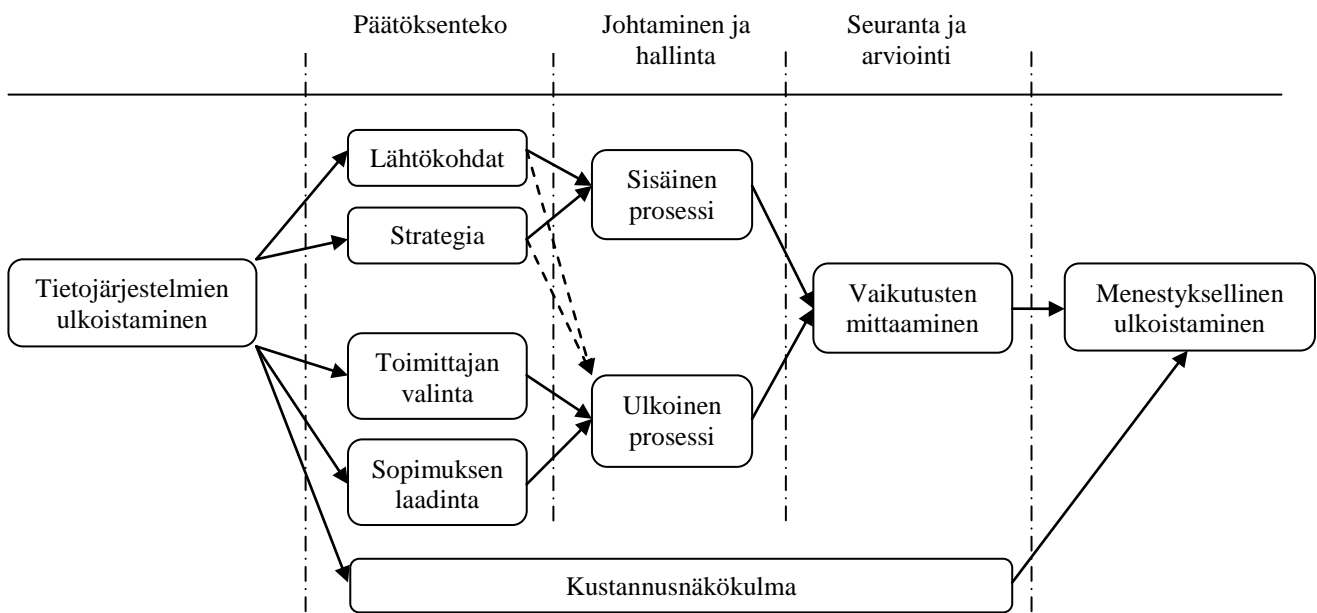 Päätöksenteko
Johtaminen ja
hallinta
Seuranta ja
arviointi
Lähtökohdat
Strategia
Sisäinen
prosessi
Tietojärjestelmien
ulkoistaminen
Vaikutusten
mittaaminen
Menestyksellinen
ulkoistaminen
Toimittajan
valinta
Ulkoinen
prosessi
Sopimuksen
laadinta
Kustannusnäkökulma